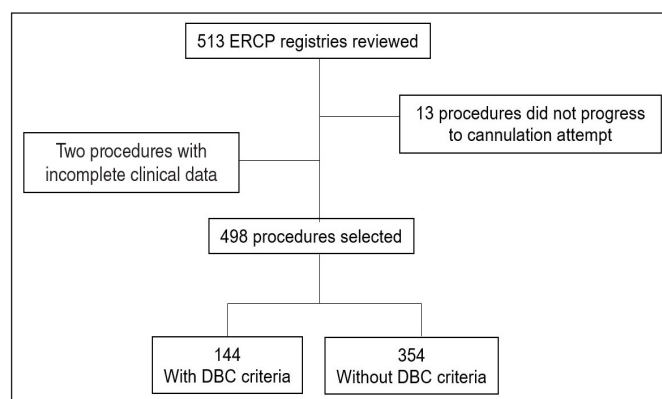 513 ERCP registries reviewed
13 procedures did not progress
to cannulation attempt
Two procedures with
incomplete clinical data
498 procedures selected
144
With DBC criteria
354
Without DBC criteria